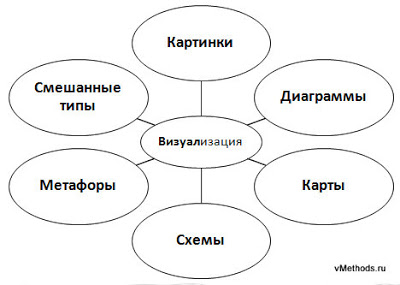 Картинки
Смешанные
типы
Диаграммы
Визуализация
Метафоры
Карты
Схемы
vMethods.ru